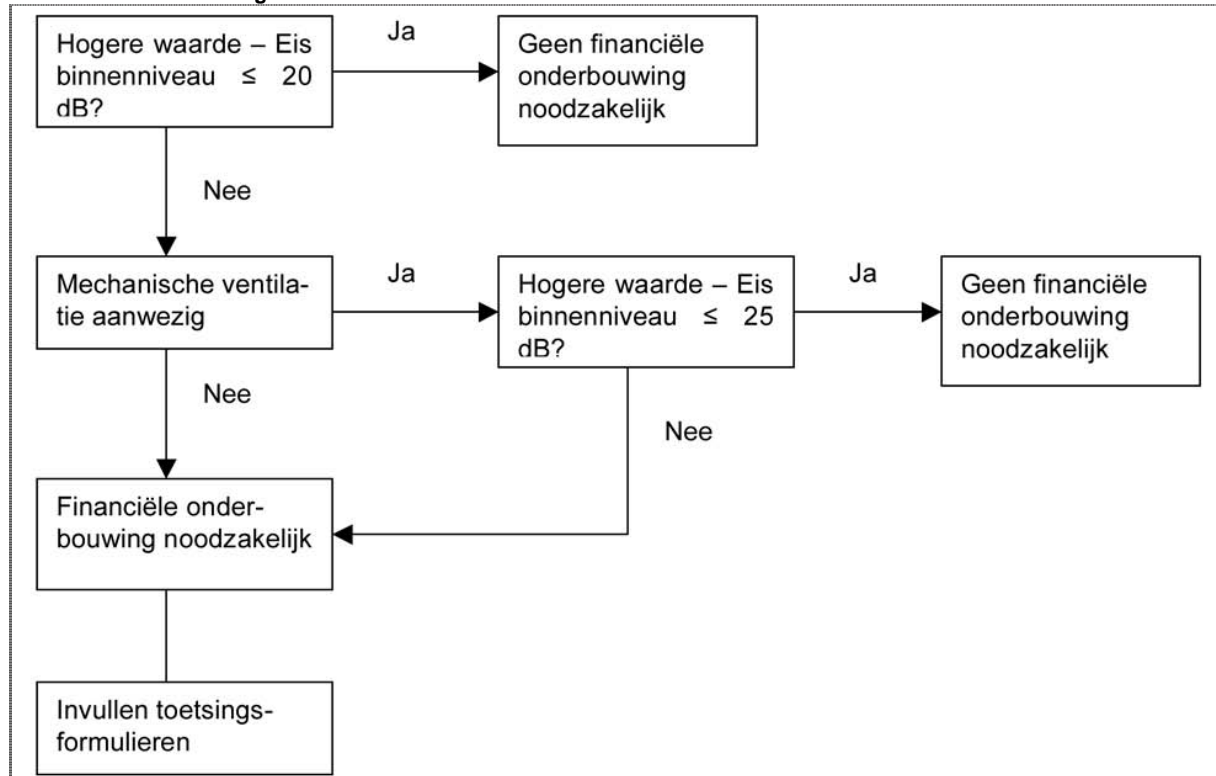 Hogere waarde – Eis
binnenniveau ≤ 20
dB?
Ja
Geen financiële
onderbouwing
noodzakelijk
Nee
Mechanische ventila-
tie aanwezig
Ja
Hogere waarde – Eis
binnenniveau ≤ 25
dB?
Ja
Geen financiële
onderbouwing
noodzakelijk
Nee
Nee
Financiële onder-
bouwing noodzakelijk
Invullen toetsings-
formulieren